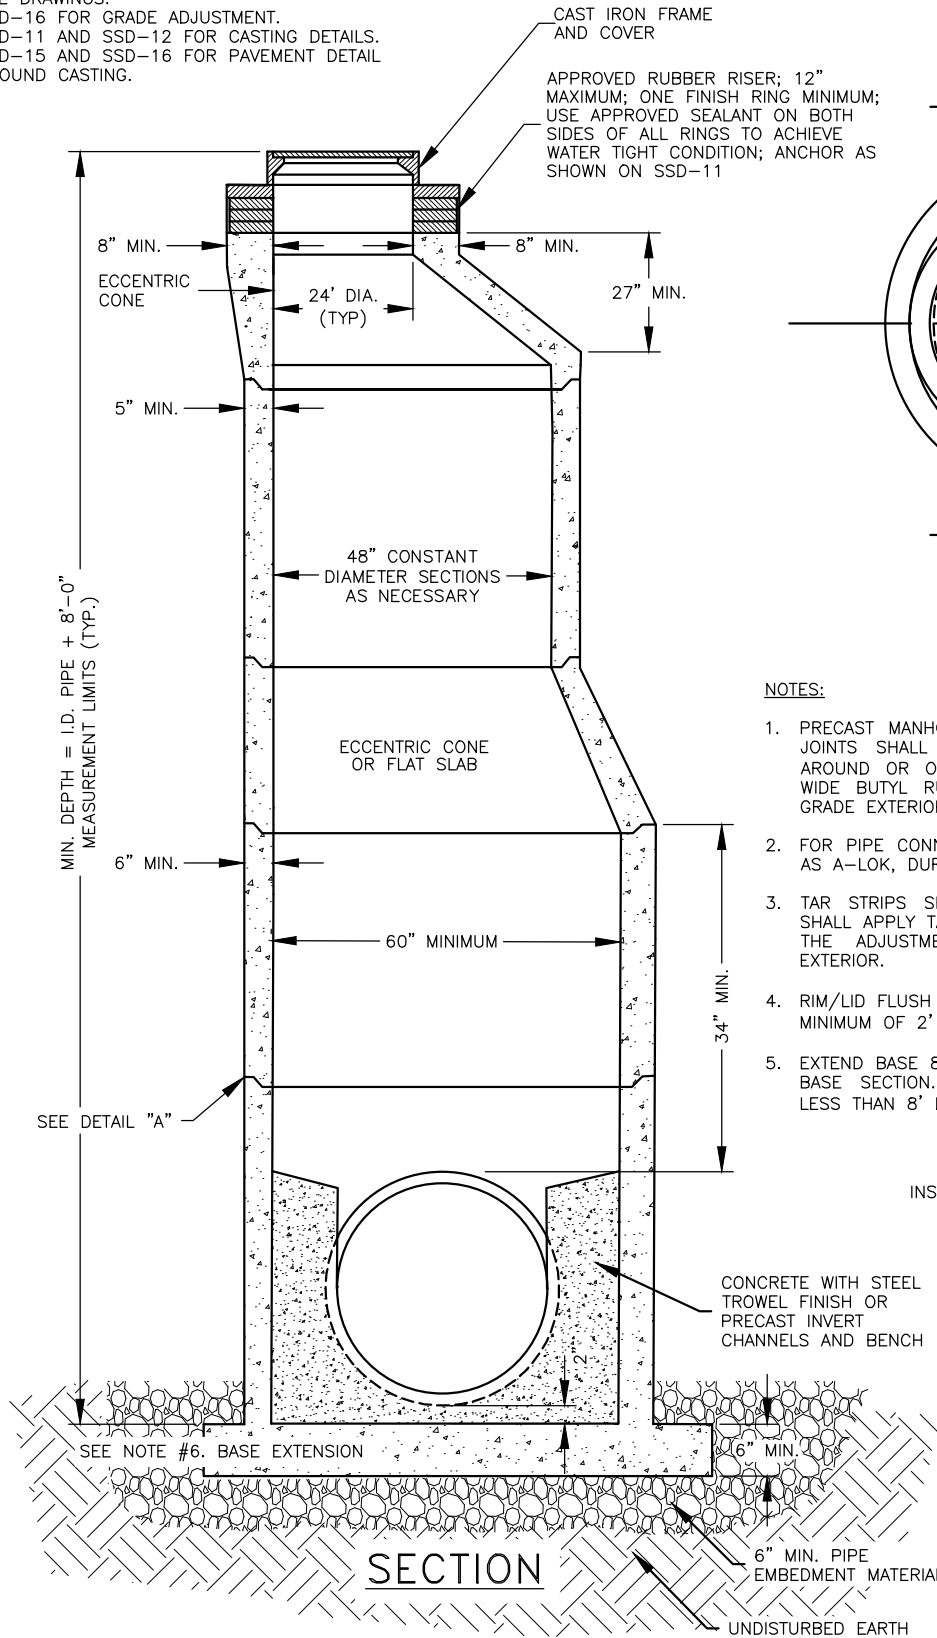 D-16 FOR GRADE ADJUSTMENT.
D-11 AND SSD-12 FOR CASTING DETAILS.
D-15 AND SSD-16 FOR PAVEMENT DETAIL
OUND CASTING.
CAST IRON FRAME
AND COVER
APPROVED RUBBER RISER; 12"
MAXIMUM; ONE FINISH RING MINIMUM;
USE APPROVED SEALANT ON BOTH
SIDES OF ALL RINGS TO ACHIEVE
WATER TIGHT CONDITION; ANCHOR AS
SHOWN ON SSD-11
8" MIN.
8" MIN.
ECCENTRIC
CONE
24' DIA.
(TYP)
27" MIN.
5" MIN.
48" CONSTANT
DIAMETER SECTIONS
AS NECESSARY
MIN. DEPTH = I.D. PIPE + 8'-0"
MEASUREMENT LIMITS (TYP.)
ECCENTRIC CONE
OR FLAT SLAB
6" MIN.
60" MINIMUM
34" MIN.
SEE DETAIL "A"
2"
CONCRETE WITH STEEL
TROWEL FINISH OR
PRECAST INVERT
CHANNELS AND BENCH
SEE NOTE #6. BASE EXTENSION
6" MIN.
6" MIN. PIPE
EMBEDMENT MATERIAL
UNDISTURBED EARTH
SECTION
NOTES:
1. PRECAST MANHO
JOINTS SHALL
AROUND OR O
WIDE BUTYL RU
GRADE EXTERIO
2. FOR PIPE CONN
AS A-LOK, DUR
3. TAR STRIPS S
SHALL APPLY TA
THE ADJUSTME
EXTERIOR.
4. RIM/LID FLUSH
MINIMUM OF 2'
5. EXTEND BASE 8
BASE SECTION.
LESS THAN 8'
INS